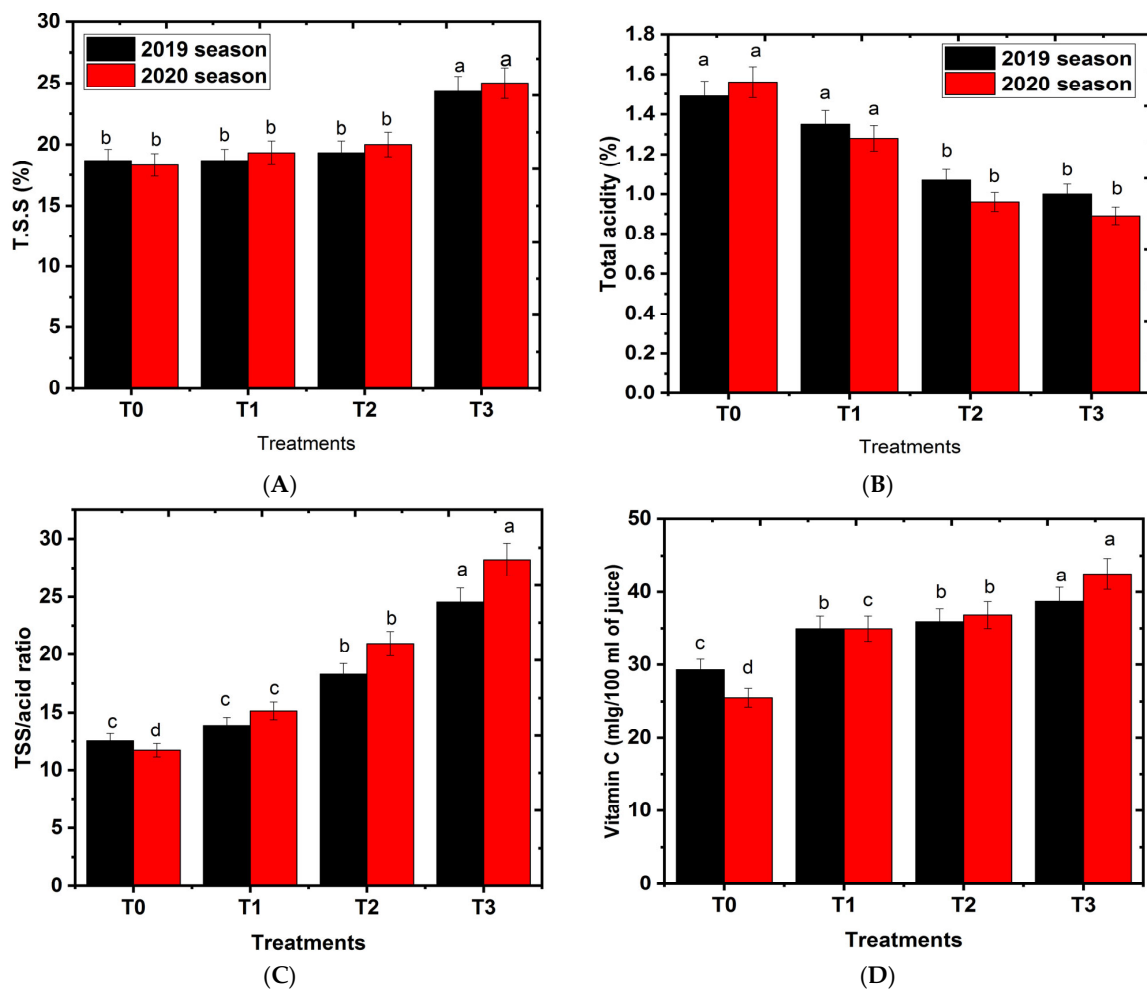 30
25
20
15
10
5
0
T.S.S (%)
2019 season
2020 season
b b b b b b a a
T0 T1 T2 T3
Treatments
(A)
1.8
1.6
1.4
1.2
1.0
0.8
0.6
0.4
0.2
0.0
Total acidity (%)
2019 season
2020 season
a a a a b b b b
T0 T1 T2 T3
Treatments
(B)
30
25
20
15
10
5
0
TSS/acid ratio
c d c c b b a a
T0 T1 T2 T3
Treatments
(C)
50
40
30
20
10
0
Vitamin C (mlg/100 ml of juice)
c d b c b b a a
T0 T1 T2 T3
Treatments
(D)